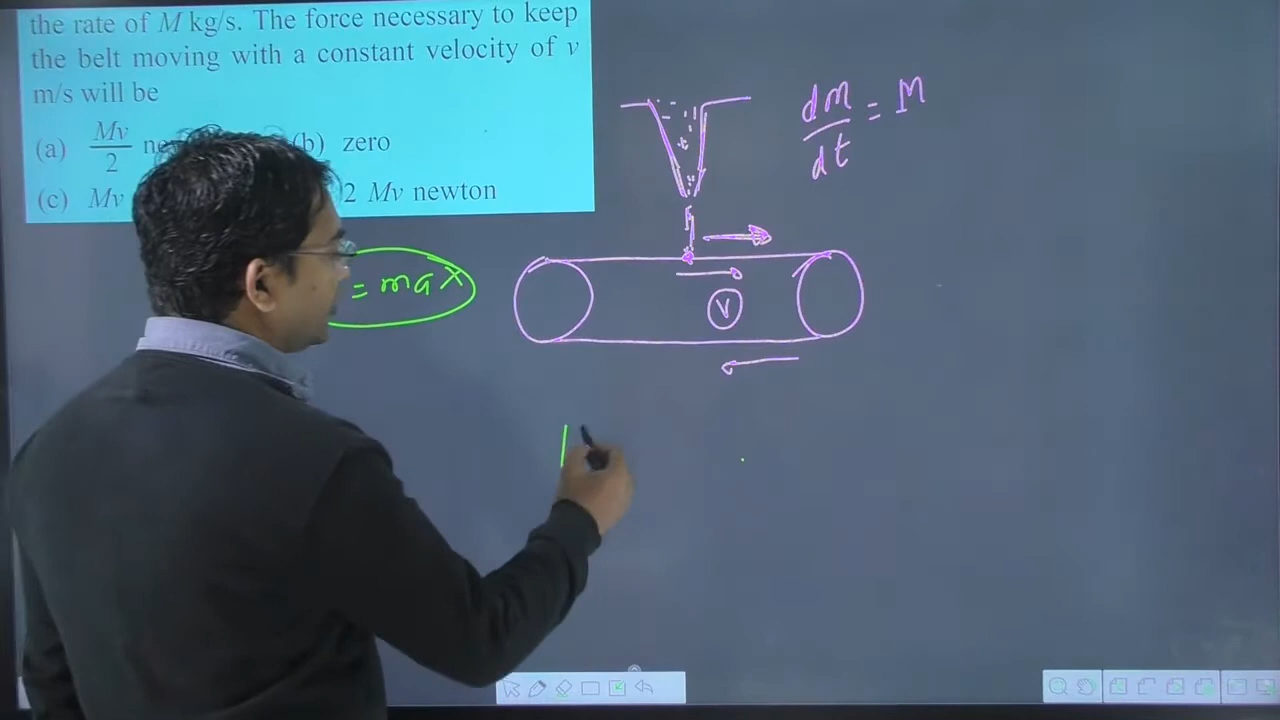 the rate of M kg/s. The force necessary to keep
the belt moving with a constant velocity of v
m/s will be
(a) Mv/2 (b) zero
(c) Mv 2 Mv newton
dm/dt = M
= ma X
V